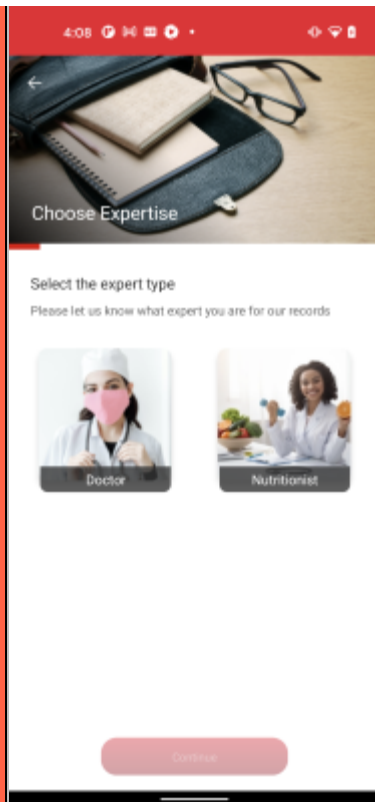 4:08
Choose Expertise
Select the expert type
Please let us know what expert you are for our records
Doctor
Nutritionist
Continue